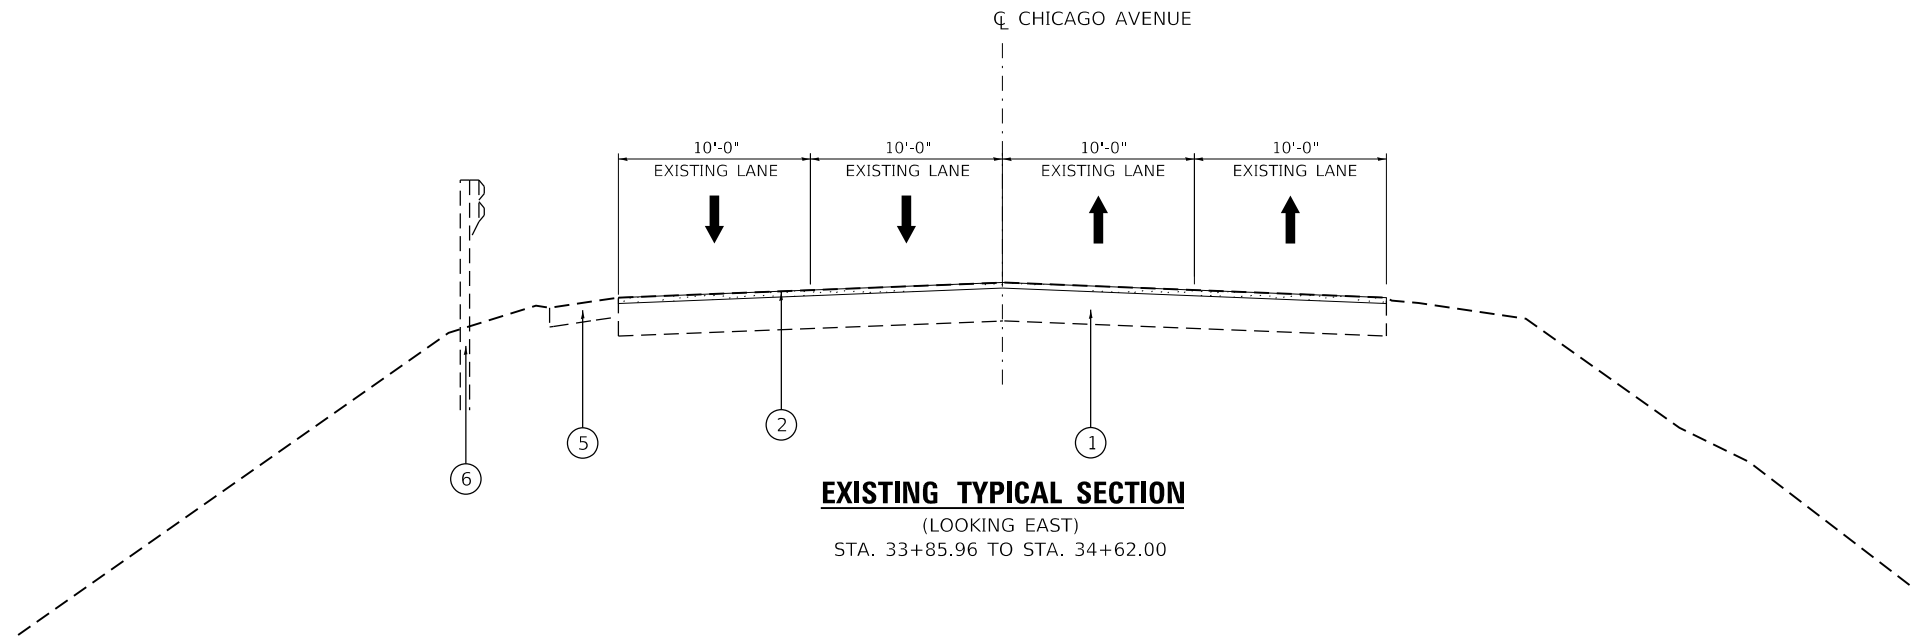 ℄ CHICAGO AVENUE
10'-0" 10'-0" 10'-0" 10'-0"
EXISTING LANE EXISTING LANE EXISTING LANE EXISTING LANE
2
5
1
6
EXISTING TYPICAL SECTION
(LOOKING EAST)
STA. 33+85.96 TO STA. 34+62.00